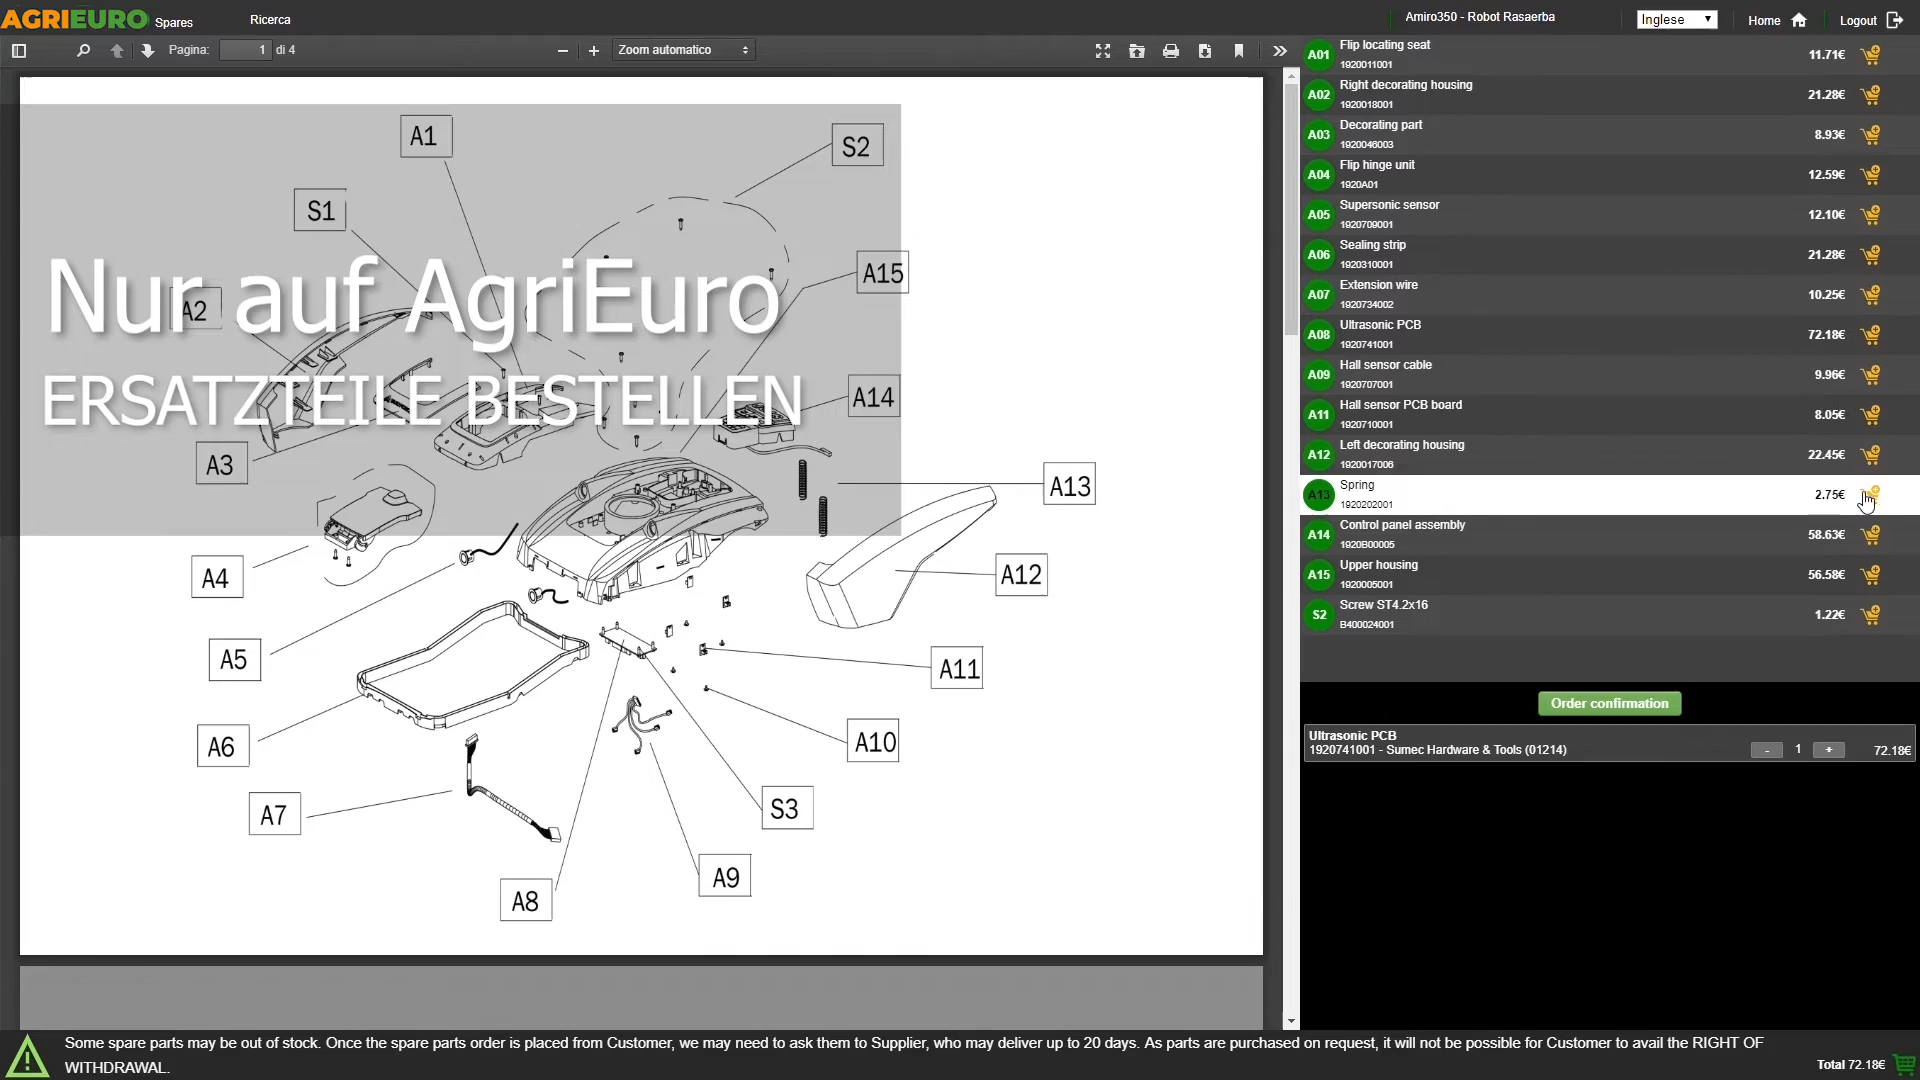 AGRIEURO Spares
Ricerca
Amiro350 - Robot Rasaerba
Inglese
Home
Logout
Pagina: 1 di 4
Zoom automatico
A1
S2
S1
A15
A2
Nur auf AgriEuro
ERSATZTEILE BESTELLEN
A14
A3
A13
A4
A12
A5
A11
A6
A10
A7
S3
A9
A8
A01 Flip locating seat 11.71€
1920011001
A02 Right decorating housing 21.28€
1920018001
A03 Decorating part 8.93€
1920046003
A04 Flip hinge unit 12.59€
1920A01
A05 Supersonic sensor 12.10€
1920709001
A06 Sealing strip 21.28€
1920310001
A07 Extension wire 10.25€
1920734002
A08 Ultrasonic PCB 72.18€
1920741001
A09 Hall sensor cable 9.96€
1920707001
A11 Hall sensor PCB board 8.05€
1920710001
A12 Left decorating housing 22.45€
1920017006
A13 Spring 2.75€
1920202001
A14 Control panel assembly 58.63€
1920B00005
A15 Upper housing 56.58€
1920005001
S2 Screw ST4.2x16 1.22€
B400024001
Order confirmation
Ultrasonic PCB
1920741001 - Sumec Hardware & Tools (01214) - 1 + 72.18€
Some spare parts may be out of stock. Once the spare parts order is placed from Customer, we may need to ask them to Supplier, who may deliver up to 20 days. As parts are purchased on request, it will not be possible for Customer to avail the RIGHT OF
WITHDRAWAL.
Total 72.18€